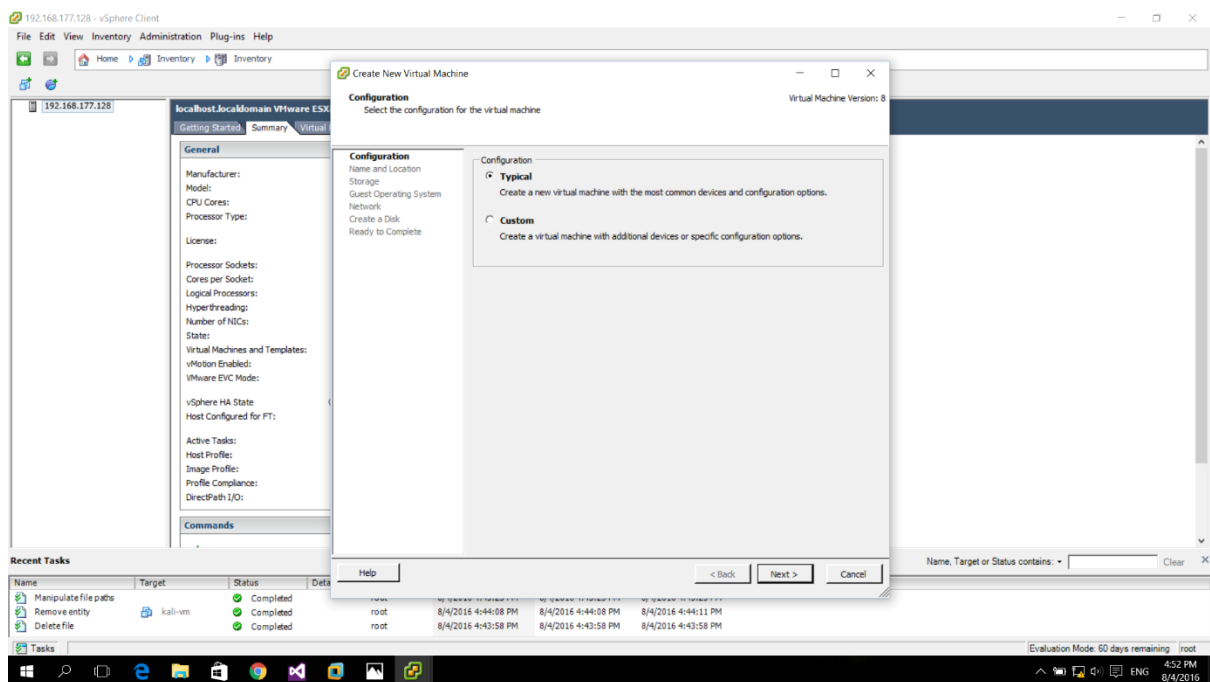 192.168.177.128 - vSphere Client
File Edit View Inventory Administration Plug-ins Help
Home Inventory Inventory
192.168.177.128
localhost.localdomain VMware ESX
Getting Started Summary Virtual
General
Manufacturer:
Model:
CPU Cores:
Processor Type:
License:
Processor Sockets:
Cores per Socket:
Logical Processors:
Hyperthreading:
Number of NICs:
State:
Virtual Machines and Templates:
vMotion Enabled:
VMware EVC Mode:
vSphere HA State
Host Configured for FT:
Active Tasks:
Host Profile:
Image Profile:
Profile Compliance:
DirectPath I/O:
Commands
Create New Virtual Machine
Configuration
Select the configuration for the virtual machine
Virtual Machine Version: 8
Configuration
Name and Location
Storage
Guest Operating System
Network
Create a Disk
Ready to Complete
Configuration
Typical
Create a new virtual machine with the most common devices and configuration options.
Custom
Create a virtual machine with additional devices or specific configuration options.
Help < Back Next > Cancel
Recent Tasks
Name, Target or Status contains: Clear
Name Target Status Deta
Manipulate file paths Completed
Remove entity kali-vm Completed root 8/4/2016 4:44:08 PM 8/4/2016 4:44:08 PM 8/4/2016 4:44:11 PM
Delete file Completed root 8/4/2016 4:43:58 PM 8/4/2016 4:43:58 PM 8/4/2016 4:43:58 PM
Tasks Evaluation Mode: 60 days remaining root
ENG
4:52 PM
8/4/2016